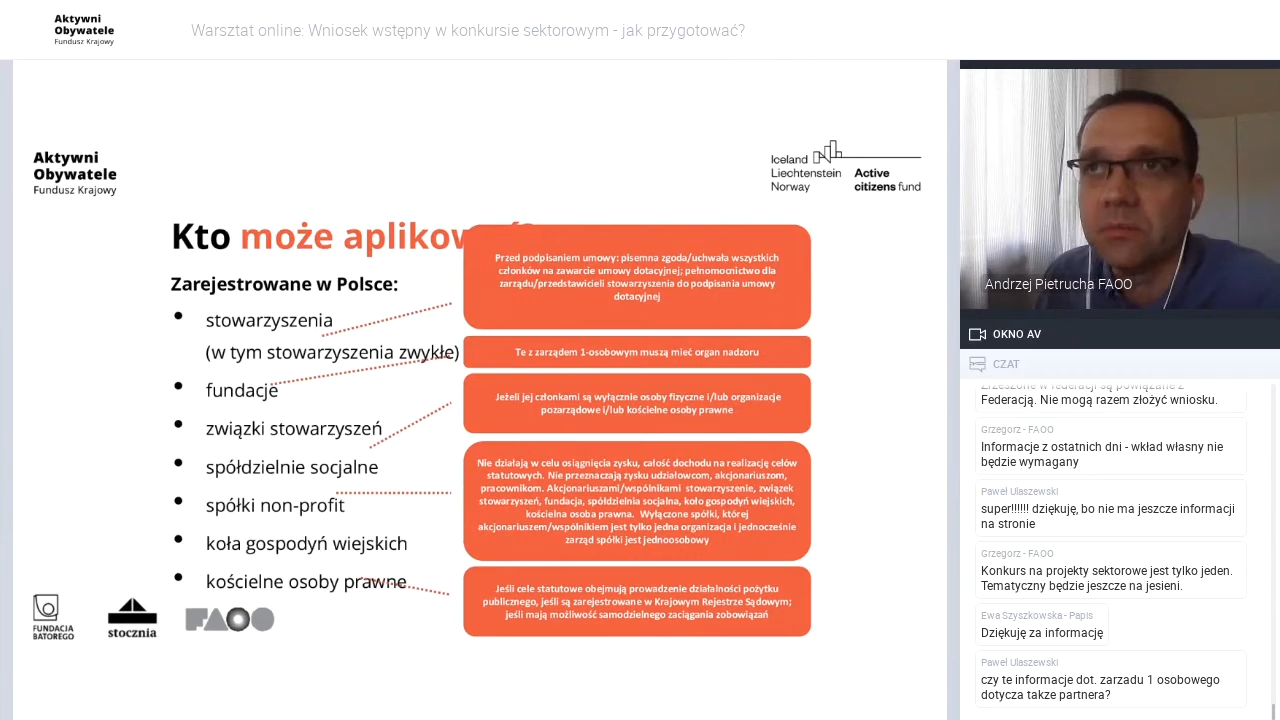 Aktywni
Obywatele
Fundusz Krajowy
Warsztat online: Wniosek wstępny w konkursie sektorowym - jak przygotować?
Aktywni
Obywatele
Fundusz Krajowy
Iceland
Liechtenstein
Norway
Active
citizens fund
Kto może aplikow
Zarejestrowane w Polsce:
• stowarzyszenia
(w tym stowarzyszenia zwykłe)
• fundacje
• związki stowarzyszeń
• spółdzielnie socjalne
• spółki non-profit
• koła gospodyń wiejskich
• kościelne osoby prawne
Przed podpisaniem umowy: pisemna zgoda/uchwała wszystkich
członków na zawarcie umowy dotacyjnej; pełnomocnictwo dla
zarządu/przedstawicieli stowarzyszenia do podpisania umowy
dotacyjnej
Te z zarządem 1-osobowym muszą mieć organ nadzoru
Jeżeli jej członkami są wyłącznie osoby fizyczne i/lub organizacje
pozarządowe i/lub kościelne osoby prawne
Nie działają w celu osiągnięcia zysku, całość dochodu na realizację celów
statutowych. Nie przeznaczają zysku udziałowcom, akcjonariuszom,
pracownikom. Akcjonariuszami/wspólnikami stowarzyszenie, związek
stowarzyszeń, fundacja, spółdzielnia socjalna, koło gospodyń wiejskich,
kościelna osoba prawna. Wyłączone spółki, której
akcjonariuszem/wspólnikiem jest tylko jedna organizacja i jednocześnie
zarząd spółki jest jednoosobowy
Jeśli cele statutowe obejmują prowadzenie działalności pożytku
publicznego, jeśli są zarejestrowane w Krajowym Rejestrze Sądowym;
jeśli mają możliwość samodzielnego zaciągania zobowiązań
FUNDACJA
BATOREGO
stocznia
FAOO
Andrzej Pietrucha FAOO
OKNO AV
CZAT
Zrzeszone w federacji są powiązane z
Federacją. Nie mogą razem złożyć wniosku.
Grzegorz - FAOO
Informacje z ostatnich dni - wkład własny nie
będzie wymagany
Paweł Ulaszewski
super!!!!!! dziękuję, bo nie ma jeszcze informacji
na stronie
Grzegorz - FAOO
Konkurs na projekty sektorowe jest tylko jeden.
Tematyczny będzie jeszcze na jesieni.
Ewa Szyszkowska - Papis
Dziękuję za informację
Paweł Ulaszewski
czy te informacje dot. zarzadu 1 osobowego
dotycza takze partnera?